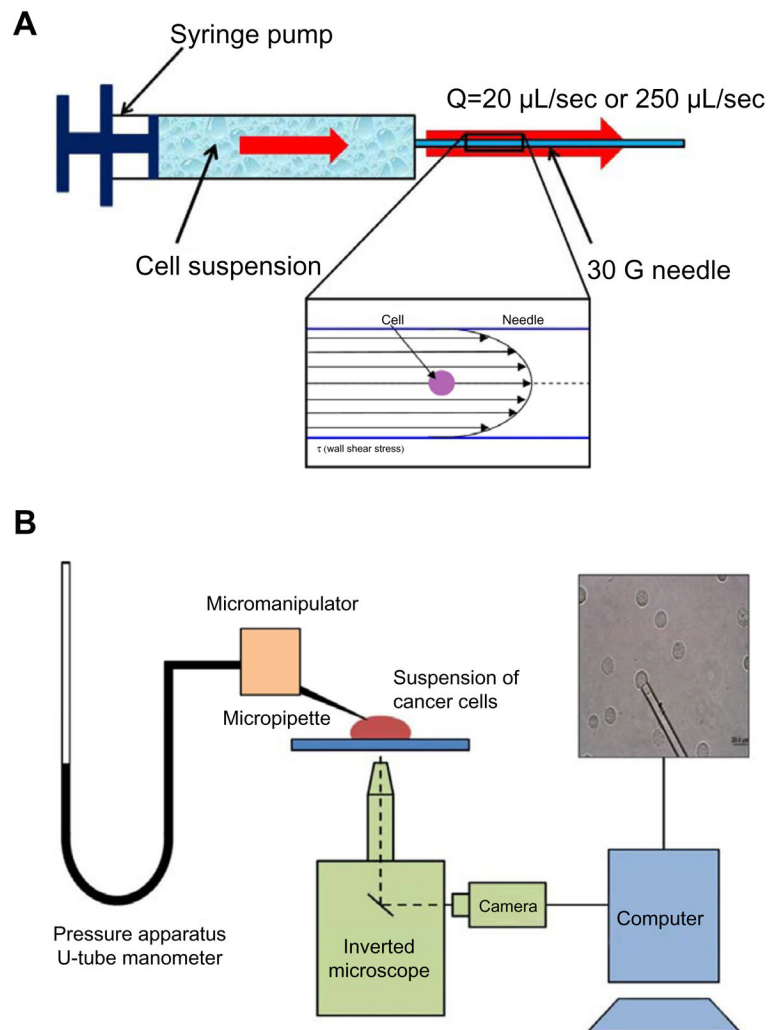 A
Syringe pump
Q=20 µL/sec or 250 µL/sec
Cell suspension
30 G needle
Cell
Needle
τ (wall shear stress)
B
Micromanipulator
Micropipette
Suspension of
cancer cells
Pressure apparatus
U-tube manometer
Inverted
microscope
Camera
Computer